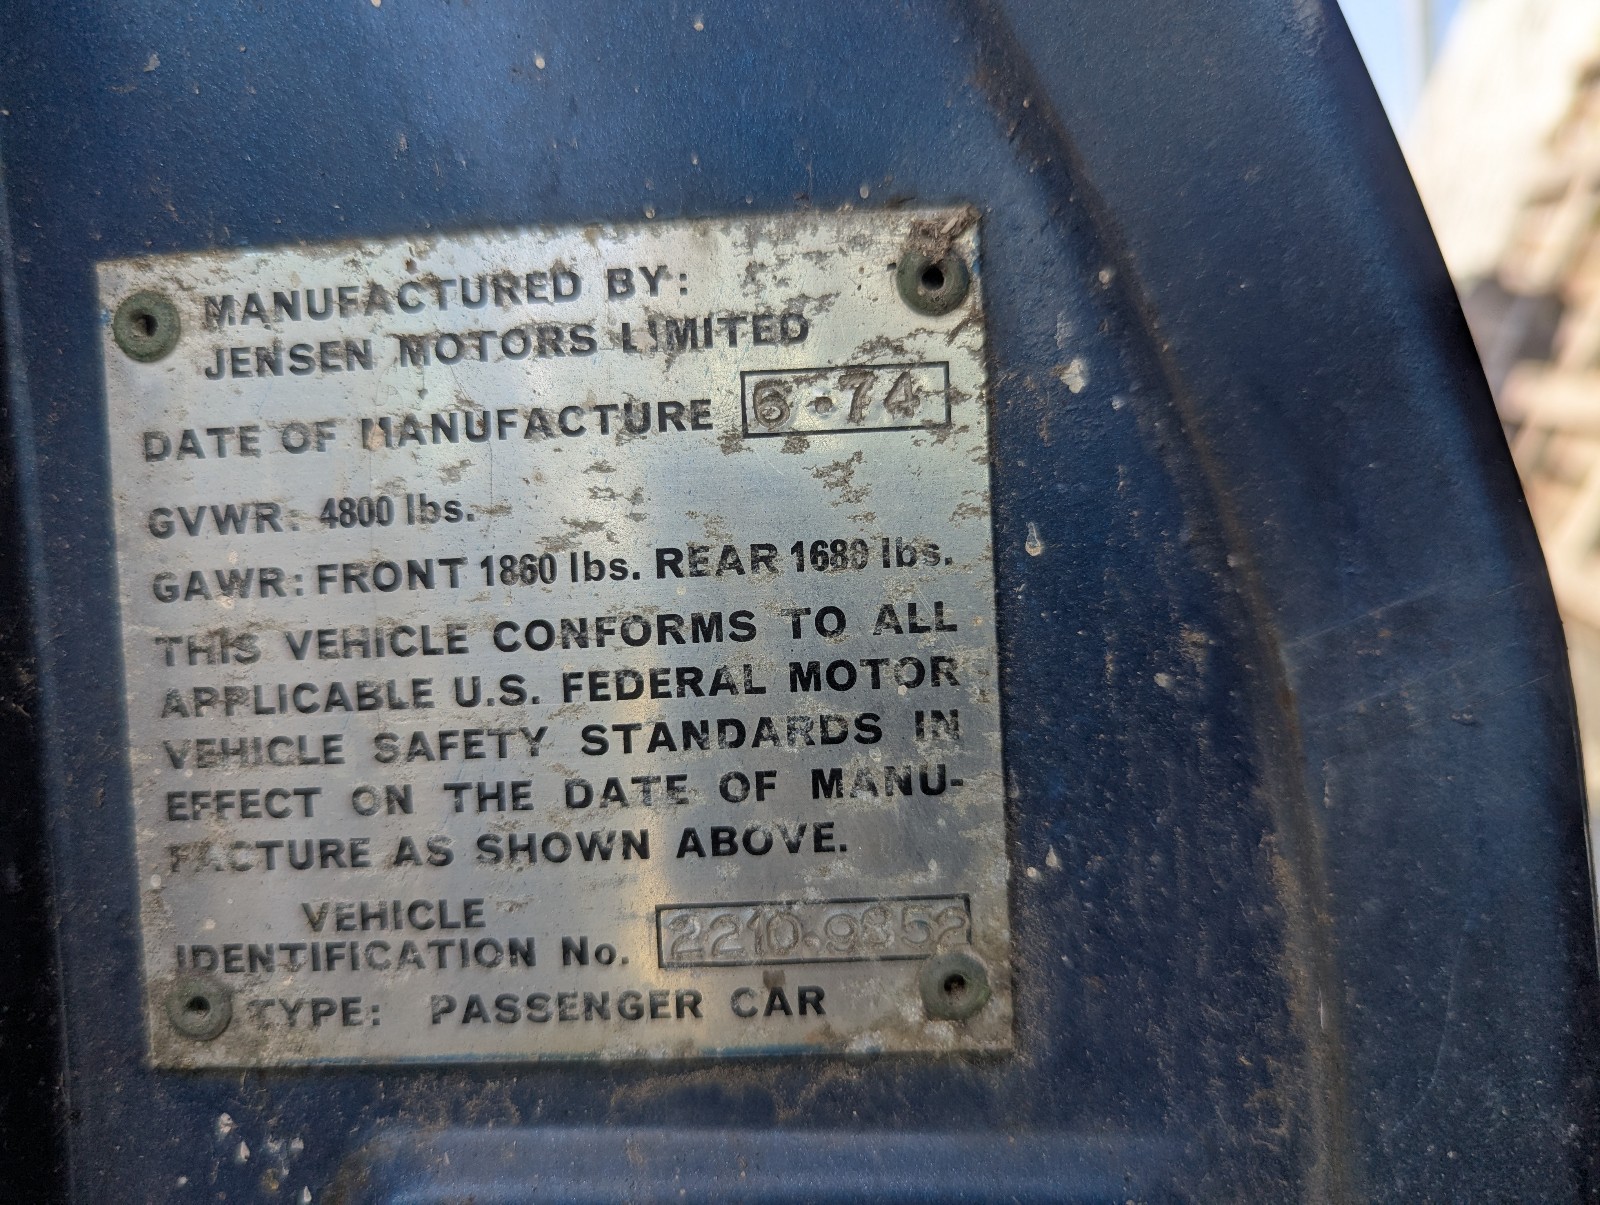 MANUFACTURED BY:
JENSEN MOTORS LIMITED
DATE OF MANUFACTURE 6·74
GVWR: 4800 lbs.
GAWR: FRONT 1860 lbs. REAR 1680 lbs.
THIS VEHICLE CONFORMS TO ALL
APPLICABLE U.S. FEDERAL MOTOR
VEHICLE SAFETY STANDARDS IN
EFFECT ON THE DATE OF MANU-
FACTURE AS SHOWN ABOVE.
VEHICLE
IDENTIFICATION No.
TYPE: PASSENGER CAR